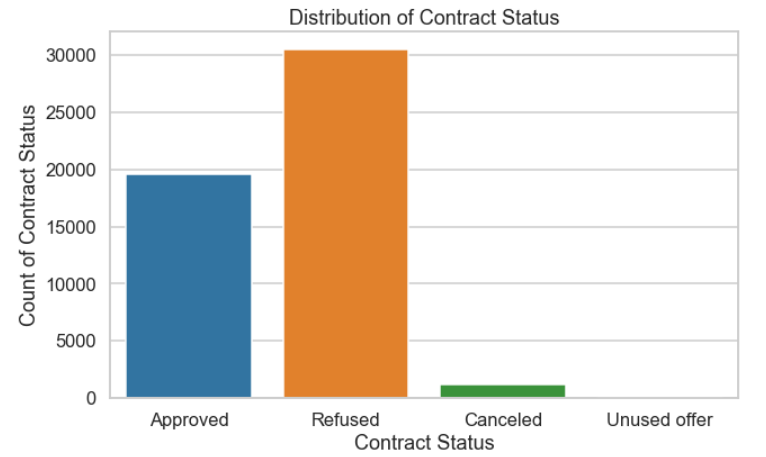 Distribution of Contract Status
Count of Contract Status
30000
25000
20000
15000
10000
5000
0
Approved Refused Canceled Unused offer
Contract Status